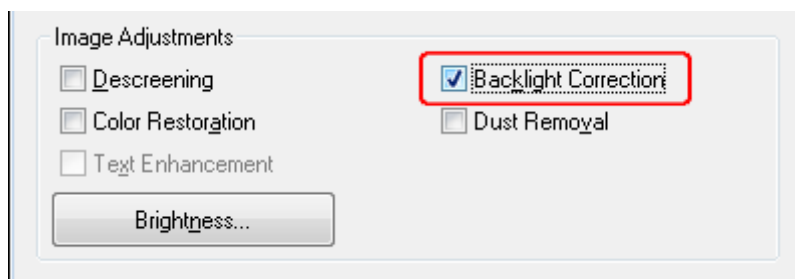 Image Adjustments
Descreening
Backlight Correction
Color Restoration
Dust Removal
Text Enhancement
Brightness...